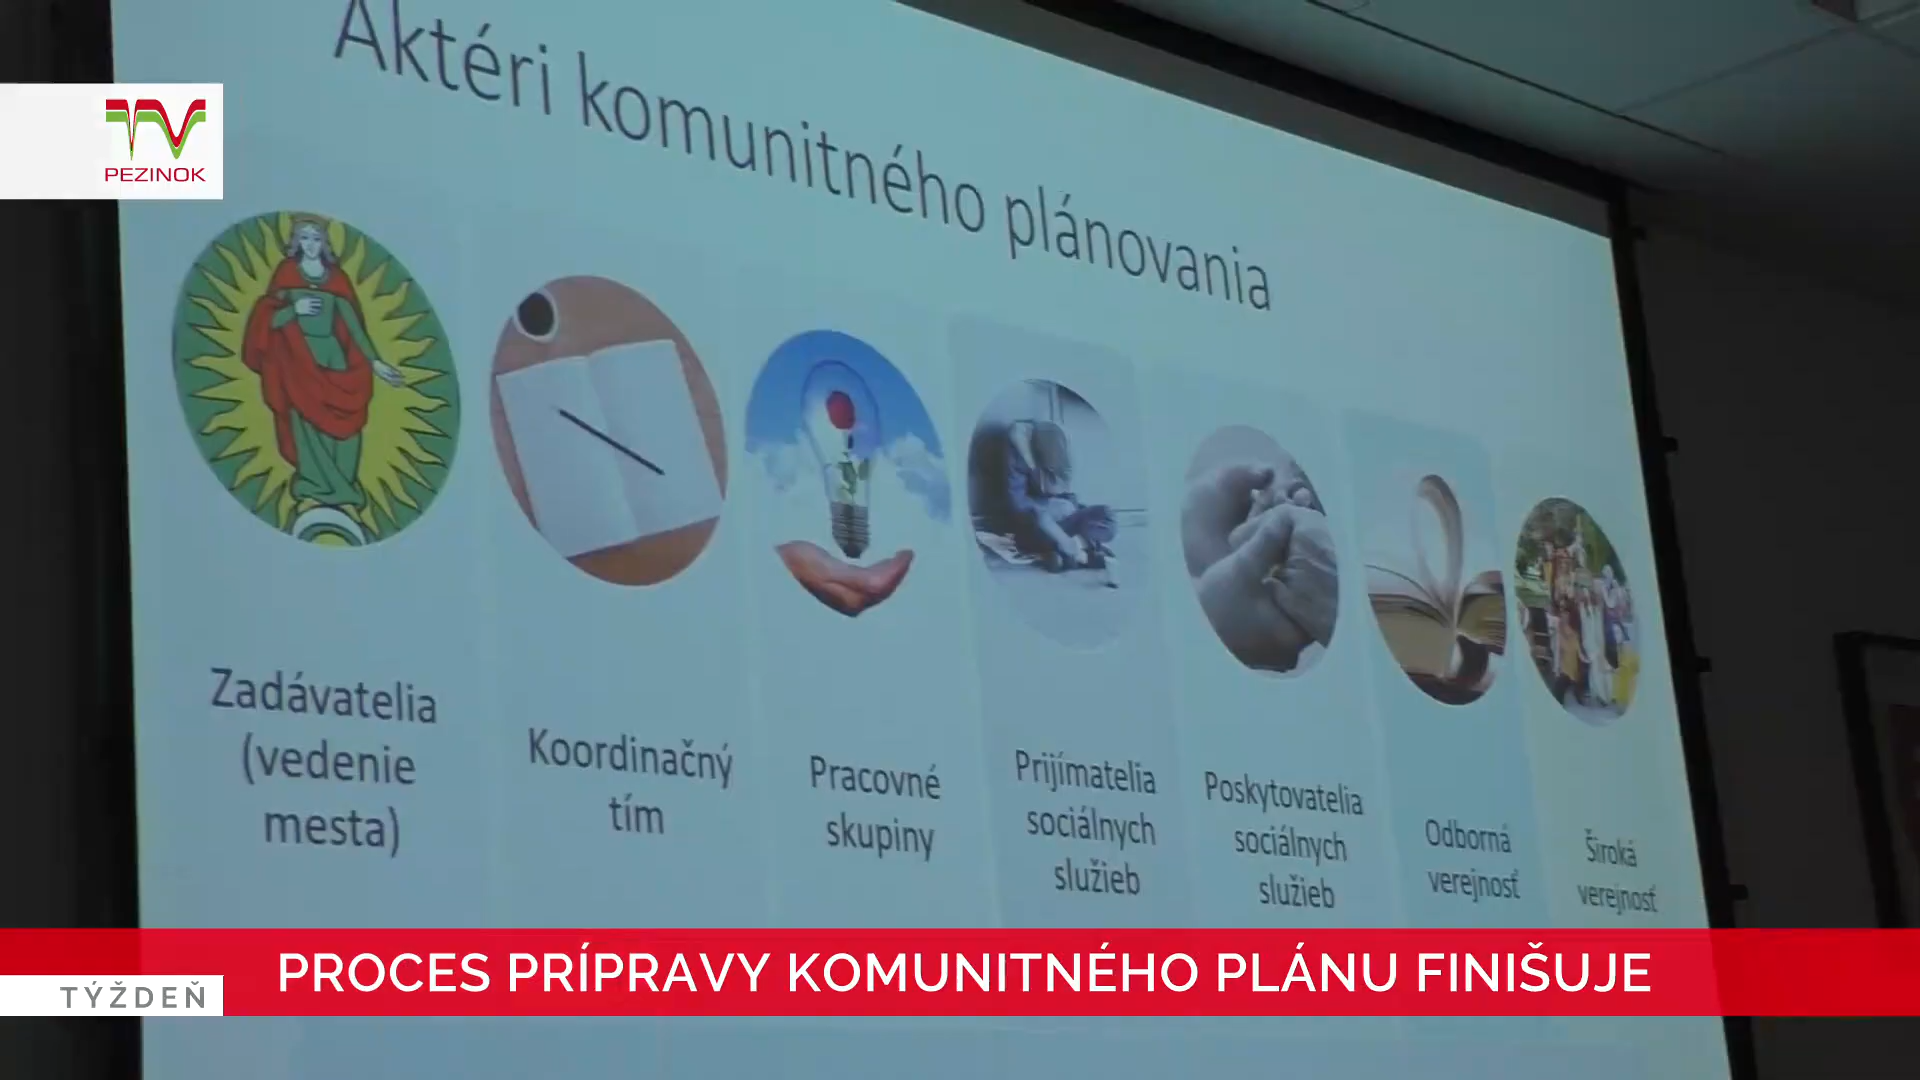 Aktéri komunitného plánovania
TV
PEZINOK
Zadávatelia
(vedenie
mesta)
Koordinačný
tím
Pracovné
skupiny
Prijímatelia
sociálnych
služieb
Poskytovatelia
sociálnych
služieb
Odborná
verejnosť
Široká
verejnosť
PROCES PRÍPRAVY KOMUNITNÉHO PLÁNU FINIŠUJE
TÝŽDEŇ